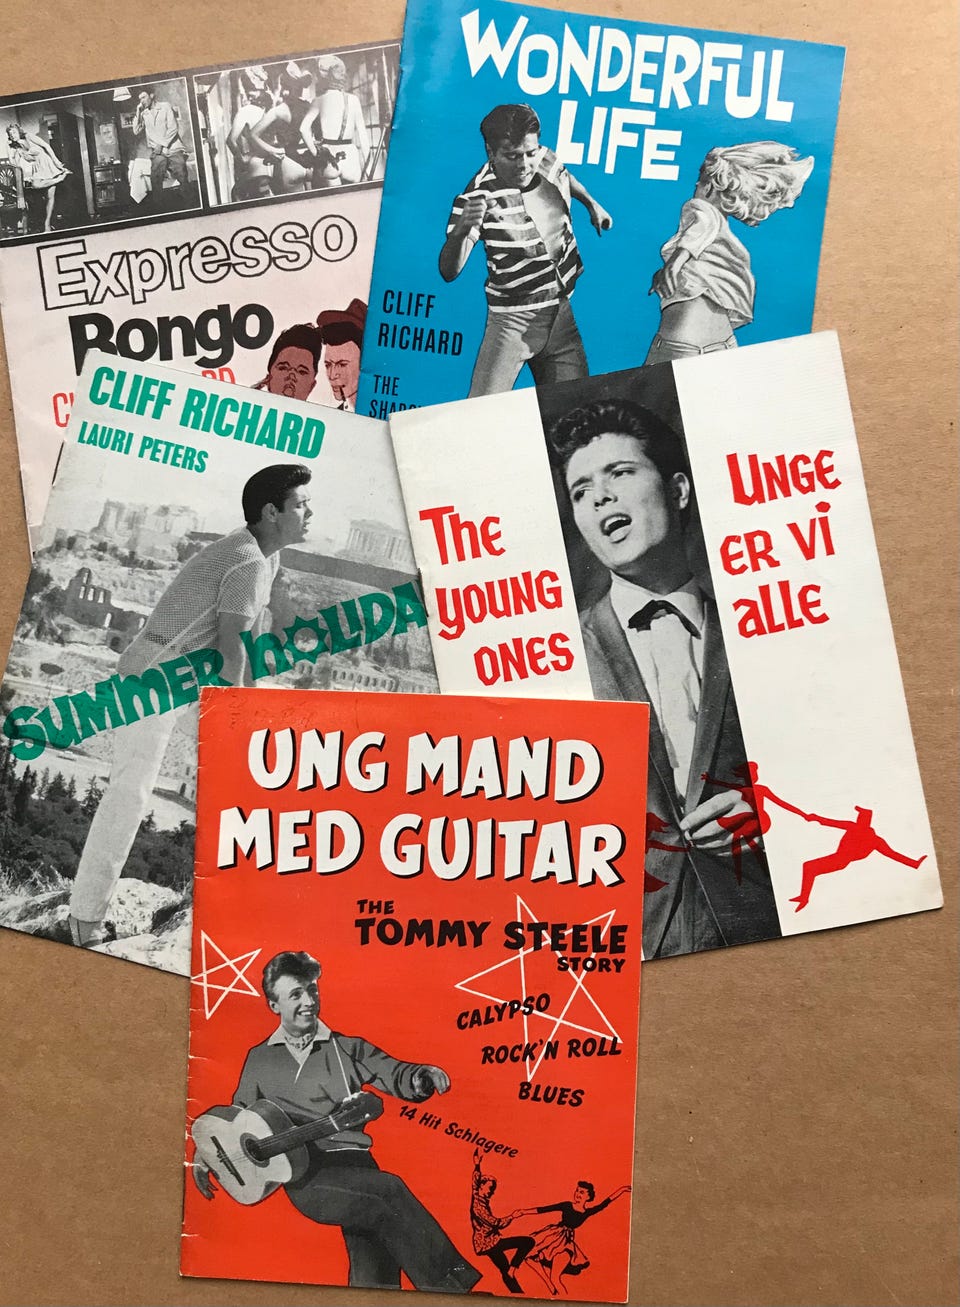 WONDERFUL
LIFE
CLIFF
RICHARD
THE
Expresso
Bongo
CLIFF RICHARD
LAURI PETERS
SUMMER HOLIDA
The
YOUNG
ONES
UNGE
ER Vi
alle
UNG MAND
MED GUITAR
THE
TOMMY STEELE
STORY
CALYPSO
ROCK'N ROLL
BLUES
14 Hit Schlagere